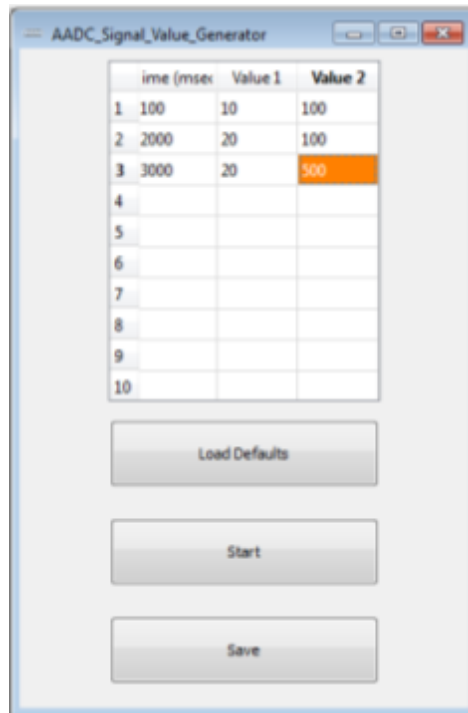 AADC_Signal_Value_Generator
ime (msec Value 1 Value 2
1 100 10 100
2 2000 20 100
3 3000 20 500
4
5
6
7
8
9
10
Load Defaults
Start
Save